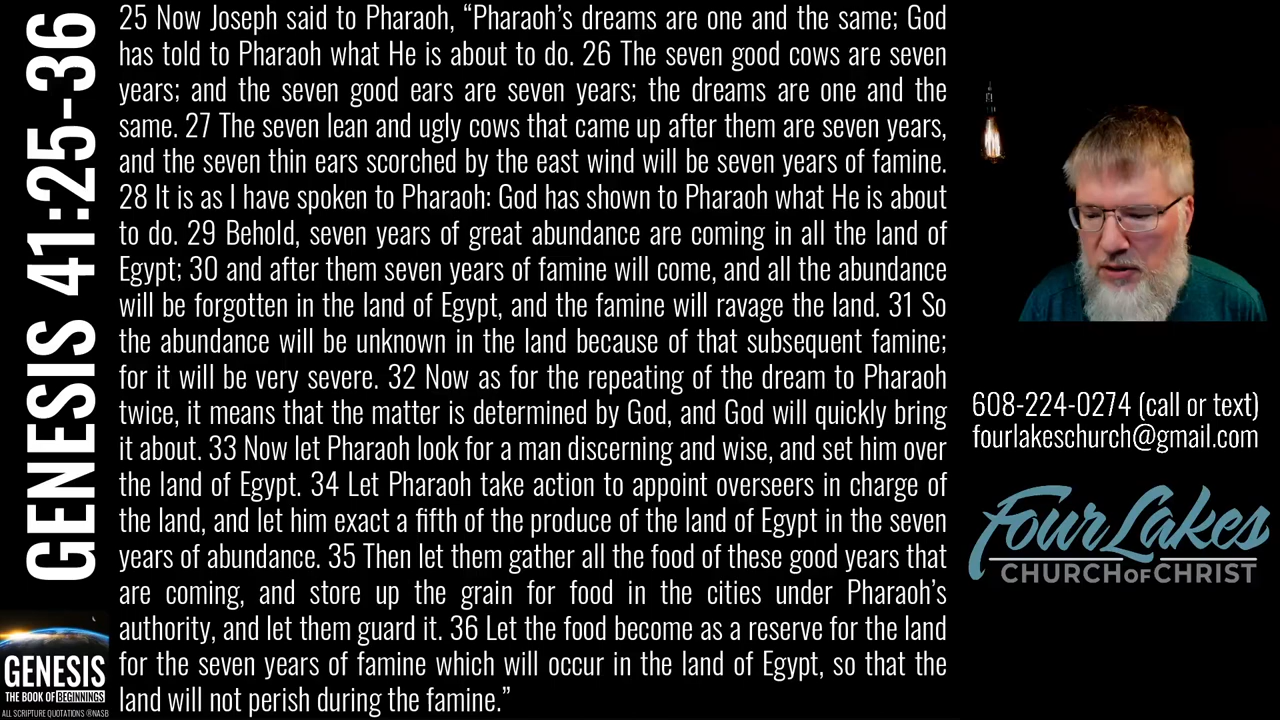 GENESIS 41:25-36
25 Now Joseph said to Pharaoh, “Pharaoh’s dreams are one and the same; God
has told to Pharaoh what He is about to do. 26 The seven good cows are seven
years; and the seven good ears are seven years; the dreams are one and the
same. 27 The seven lean and ugly cows that came up after them are seven years,
and the seven thin ears scorched by the east wind will be seven years of famine.
28 It is as I have spoken to Pharaoh: God has shown to Pharaoh what He is about
to do. 29 Behold, seven years of great abundance are coming in all the land of
Egypt; 30 and after them seven years of famine will come, and all the abundance
will be forgotten in the land of Egypt, and the famine will ravage the land. 31 So
the abundance will be unknown in the land because of that subsequent famine;
for it will be very severe. 32 Now as for the repeating of the dream to Pharaoh
twice, it means that the matter is determined by God, and God will quickly bring
it about. 33 Now let Pharaoh look for a man discerning and wise, and set him over
the land of Egypt. 34 Let Pharaoh take action to appoint overseers in charge of
the land, and let him exact a fifth of the produce of the land of Egypt in the seven
years of abundance. 35 Then let them gather all the food of these good years that
are coming, and store up the grain for food in the cities under Pharaoh’s
authority, and let them guard it. 36 Let the food become as a reserve for the land
for the seven years of famine which will occur in the land of Egypt, so that the
land will not perish during the famine.”
608-224-0274 (call or text)
fourlakeschurch@gmail.com
Four Lakes
CHURCH OF CHRIST
GENESIS
THE BOOK OF BEGINNINGS
ALL SCRIPTURE QUOTATIONS ®NASB